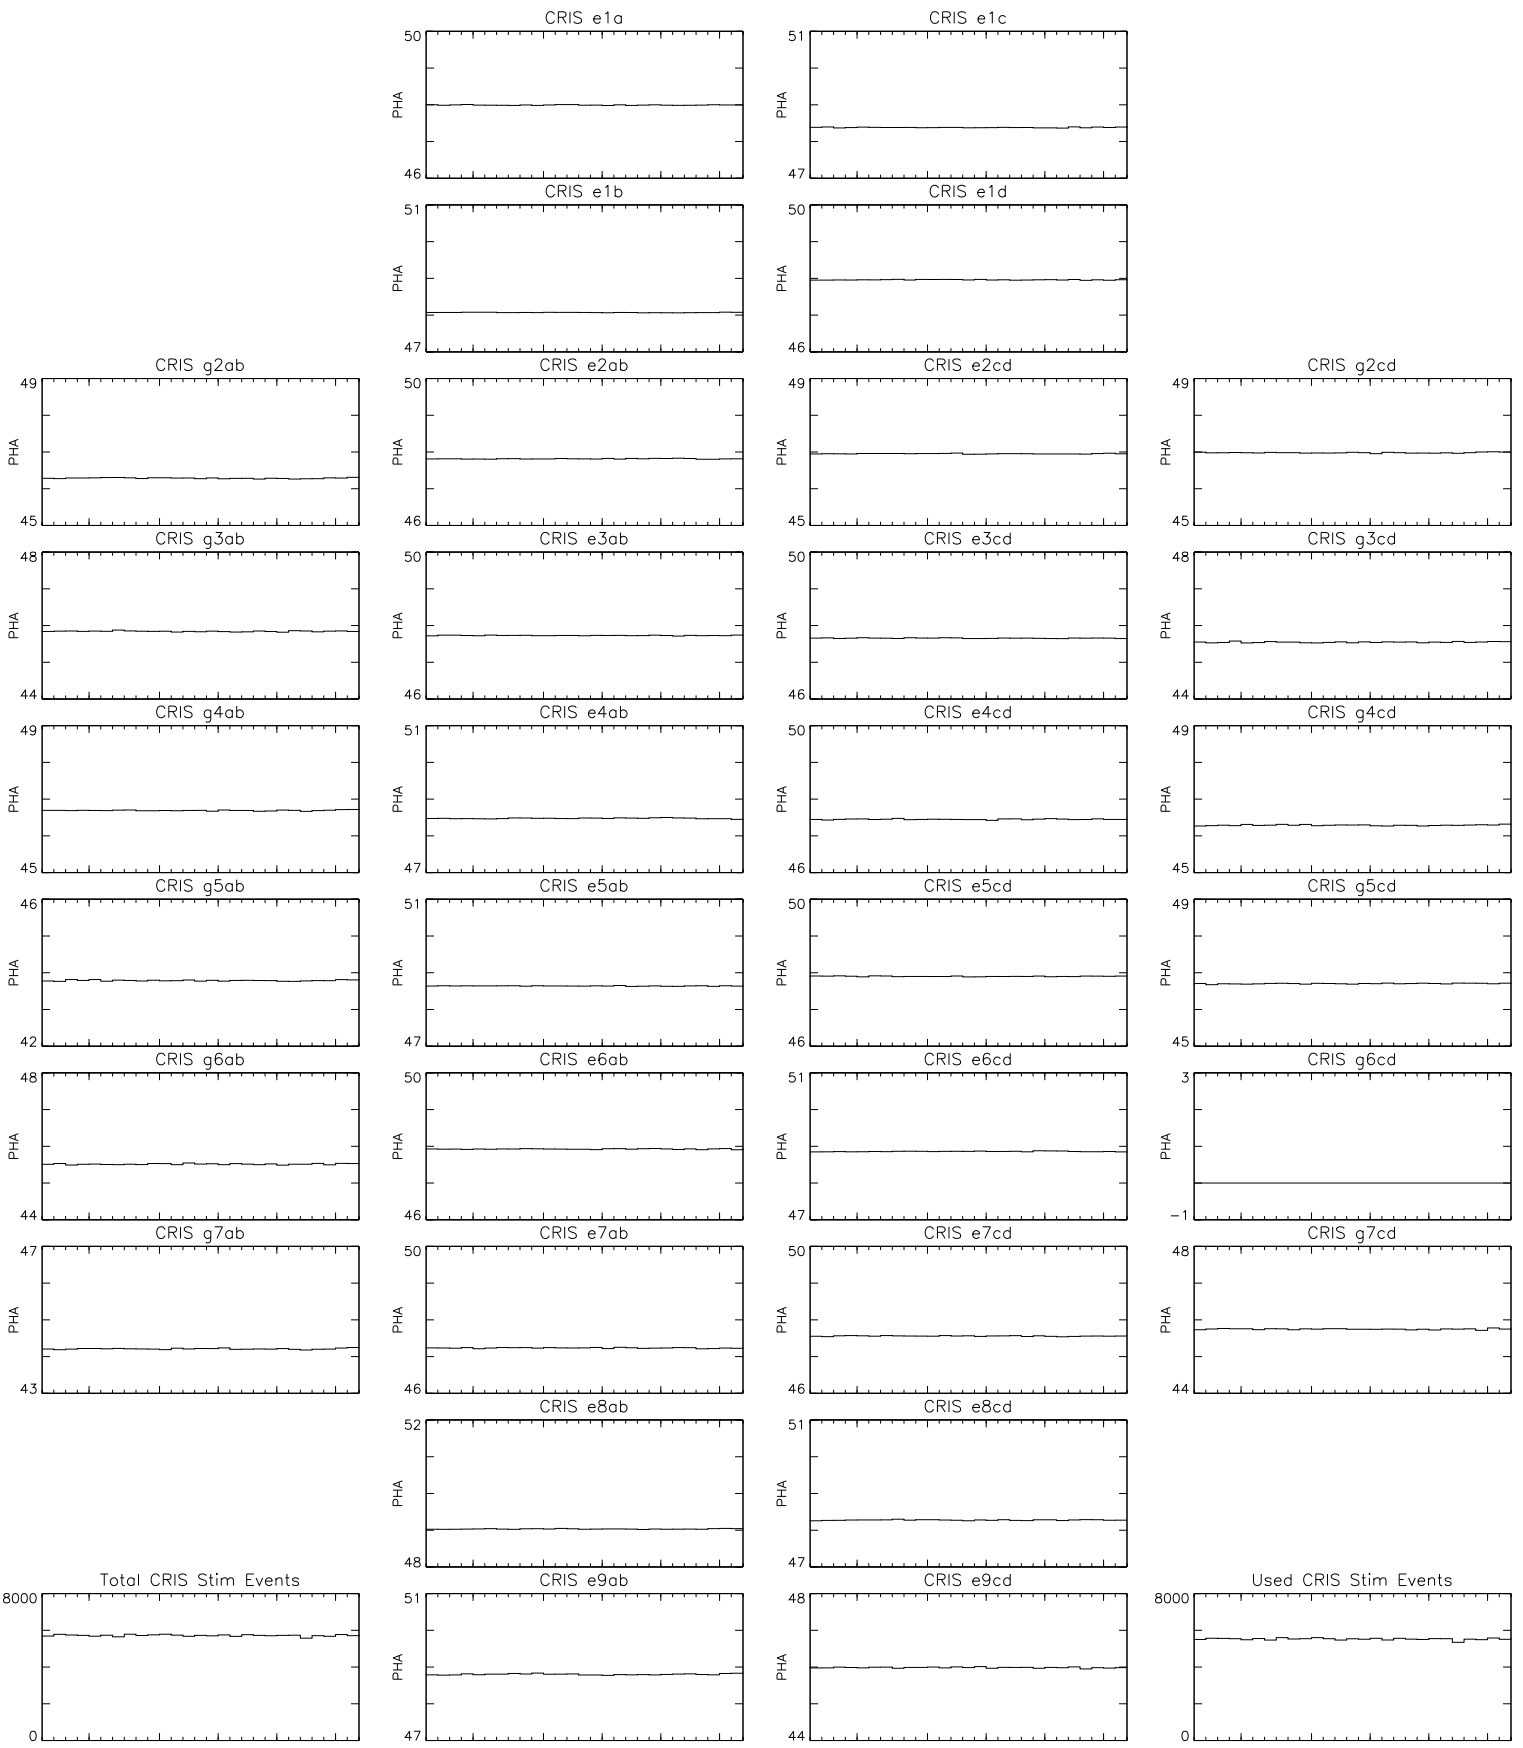 CRIS e1a
CRIS e1c
50
PHA
46
51
PHA
47
CRIS e1b
CRIS e1d
51
PHA
47
50
PHA
46
CRIS g2ab
CRIS e2ab
CRIS e2cd
CRIS g2cd
49
PHA
45
50
PHA
46
49
PHA
45
49
PHA
45
CRIS g3ab
CRIS e3ab
CRIS e3cd
CRIS g3cd
48
PHA
44
50
PHA
46
50
PHA
46
48
PHA
44
CRIS g4ab
CRIS e4ab
CRIS e4cd
CRIS g4cd
49
PHA
45
51
PHA
47
50
PHA
46
49
PHA
45
CRIS g5ab
CRIS e5ab
CRIS e5cd
CRIS g5cd
46
PHA
42
51
PHA
47
50
PHA
46
49
PHA
45
CRIS g6ab
CRIS e6ab
CRIS e6cd
CRIS g6cd
48
PHA
44
50
PHA
46
51
PHA
47
3
PHA
-1
CRIS g7ab
CRIS e7ab
CRIS e7cd
CRIS g7cd
47
PHA
43
50
PHA
46
50
PHA
46
48
PHA
44
CRIS e8ab
CRIS e8cd
52
PHA
48
51
PHA
47
Total CRIS Stim Events
CRIS e9ab
CRIS e9cd
Used CRIS Stim Events
8000
0
51
PHA
47
48
PHA
44
8000
0